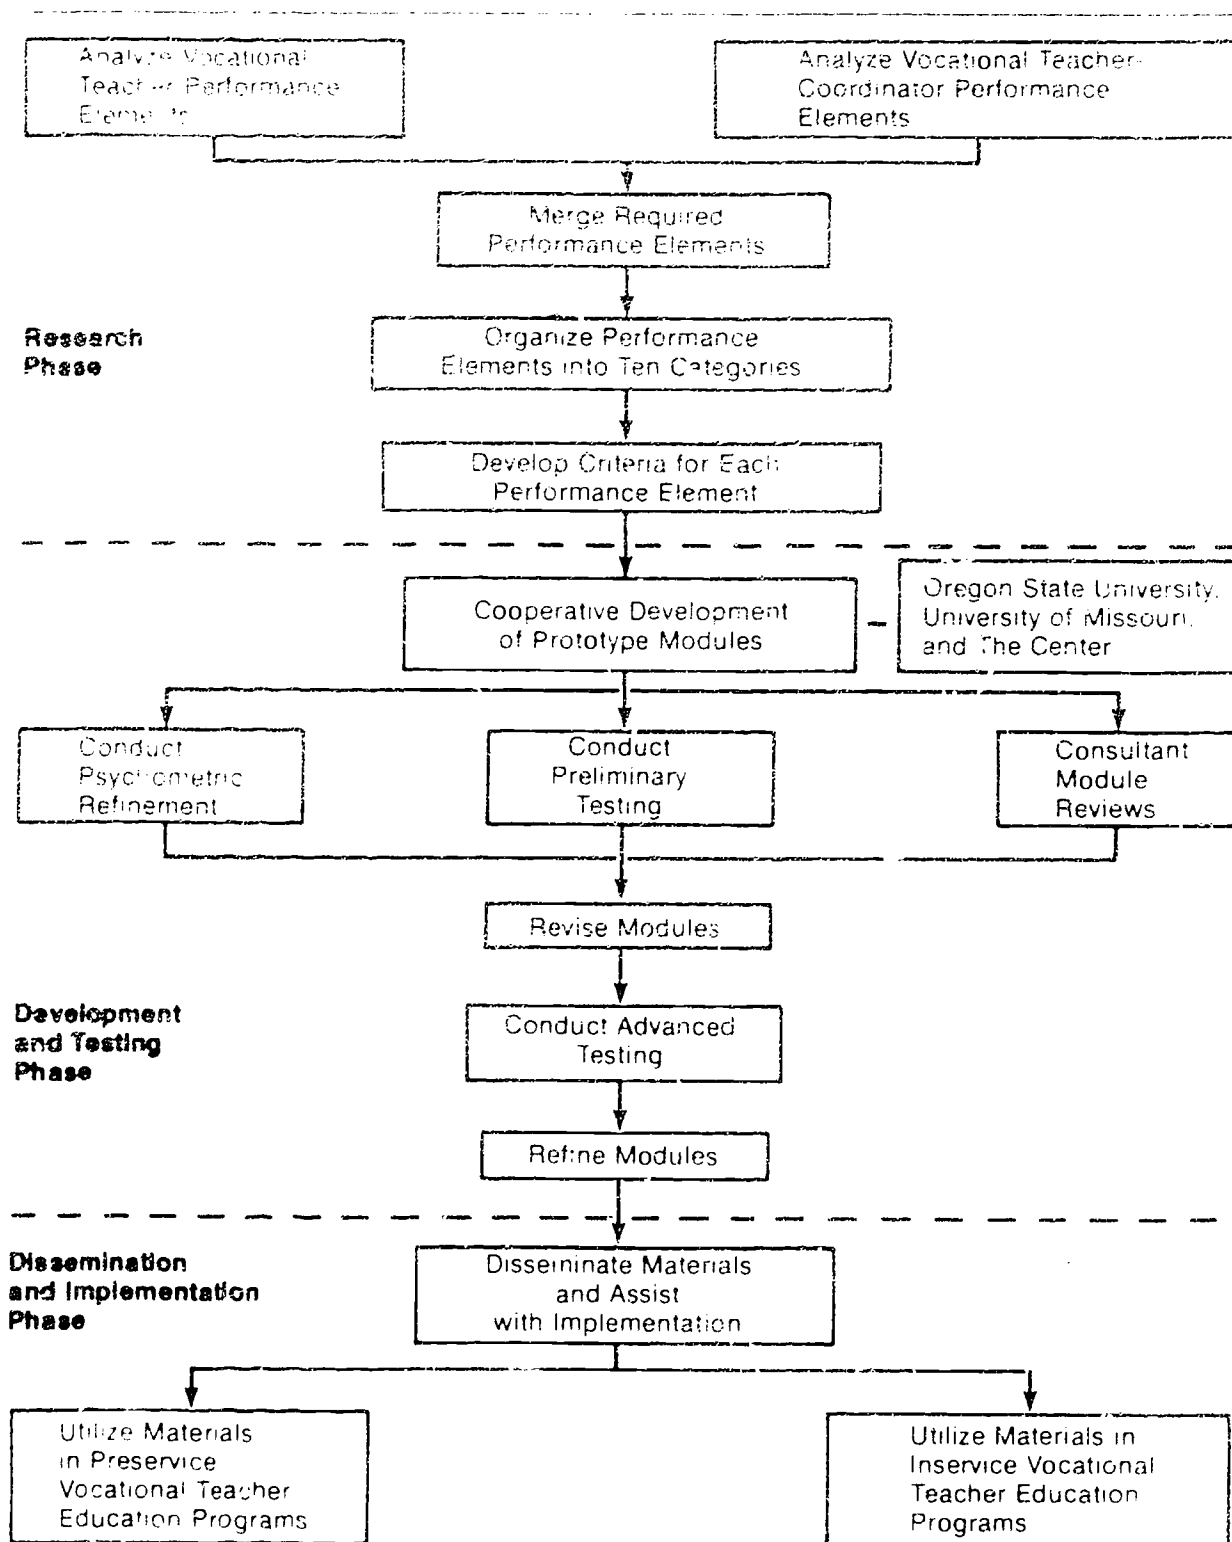 Analyze Vocational
Teacher Performance
Elements
Analyze Vocational Teacher-
Coordinator Performance
Elements
Merge Required
Performance Elements
Research
Phase
Organize Performance
Elements into Ten Categories
Develop Criteria for Each
Performance Element
Cooperative Development
of Prototype Modules
Oregon State University,
University of Missouri,
and The Center
Conduct
Psychometric
Refinement
Conduct
Preliminary
Testing
Consultant
Module
Reviews
Revise Modules
Development
and Testing
Phase
Conduct Advanced
Testing
Refine Modules
Dissemination
and Implementation
Phase
Disseminate Materials
and Assist
with Implementation
Utilize Materials
in Preservice
Vocational Teacher
Education Programs
Utilize Materials in
Inservice Vocational
Teacher Education
Programs